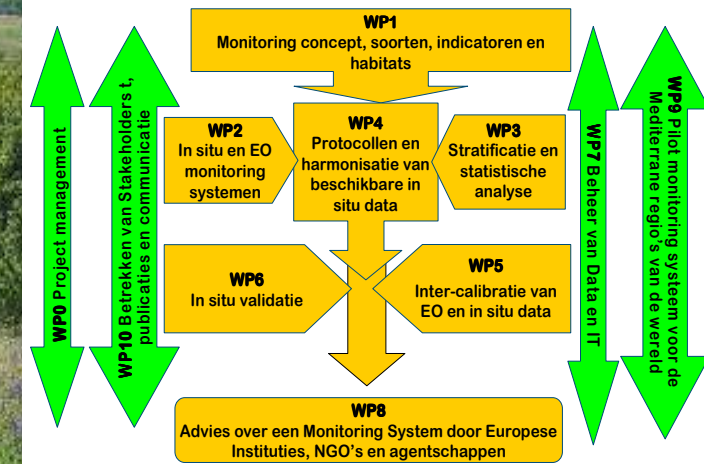 WP1
Monitoring concept, soorten, indicatoren en
habitats
WP2
In situ en EO
monitoring
systemen
WP4
Protocollen en
harmonisatie van
beschikbare in
situ data
WP3
Stratificatie en
statistische
analyse
WP6
In situ validatie
WP5
Inter-calibratie van
EO en in situ data
WP8
Advies over een Monitoring System door Europese
Instituties, NGO's en agentschappen
WP0 Project management
WP10 Betrekken van Stakeholders t,
publicaties en communicatie
WP7 Beheer van Data en IT
WP9 Pilot monitoring systeem voor de
Mediterrane regio's van de wereld